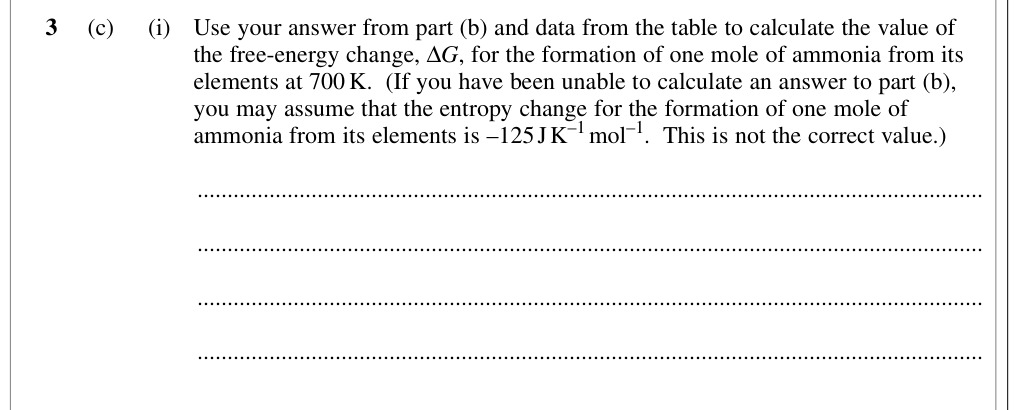 3 (c) (i) Use your answer from part (b) and data from the table to calculate the value of
the free-energy change, ΔG, for the formation of one mole of ammonia from its
elements at 700 K. (If you have been unable to calculate an answer to part (b),
you may assume that the entropy change for the formation of one mole of
ammonia from its elements is –125 J K⁻¹ mol⁻¹. This is not the correct value.)